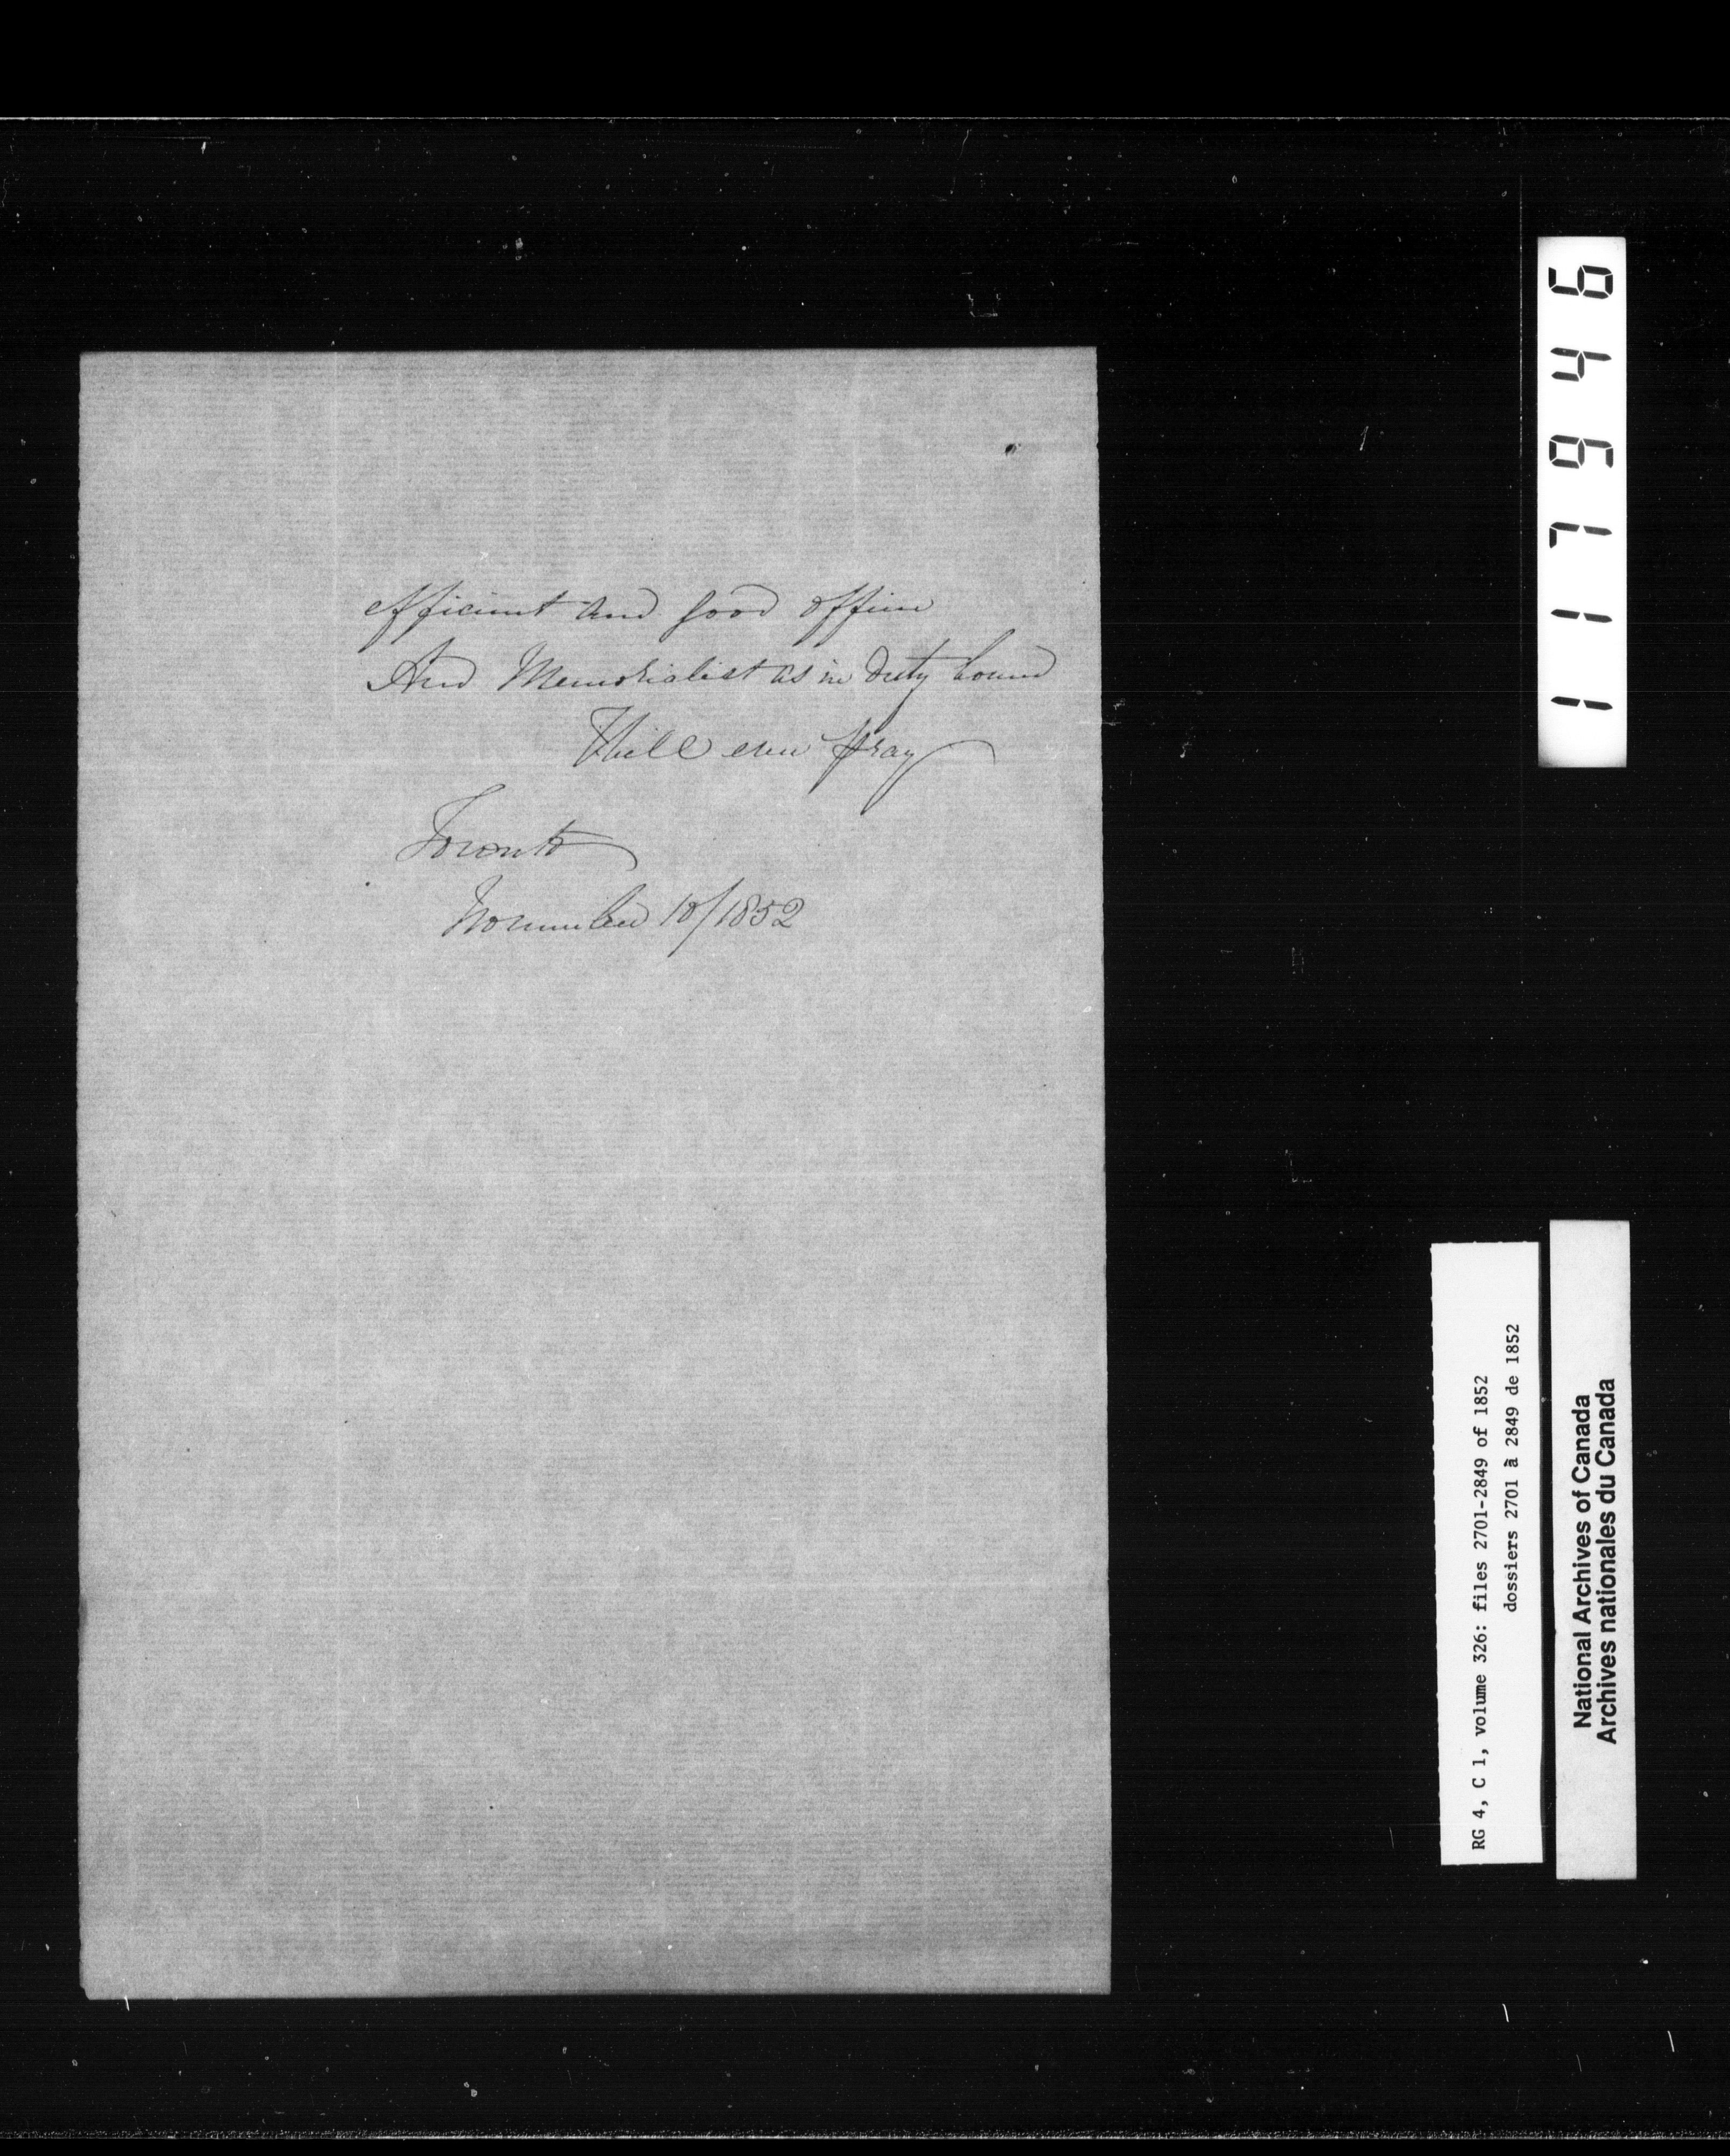 efficient and good officer
And Memorialist as in duty bound
Will ever pray
Toronto
November 10/1852
117946
RG 4, C 1, volume 326: files 2701-2849 of 1852
dossiers 2701 à 2849 de 1852
National Archives of Canada
Archives nationales du Canada